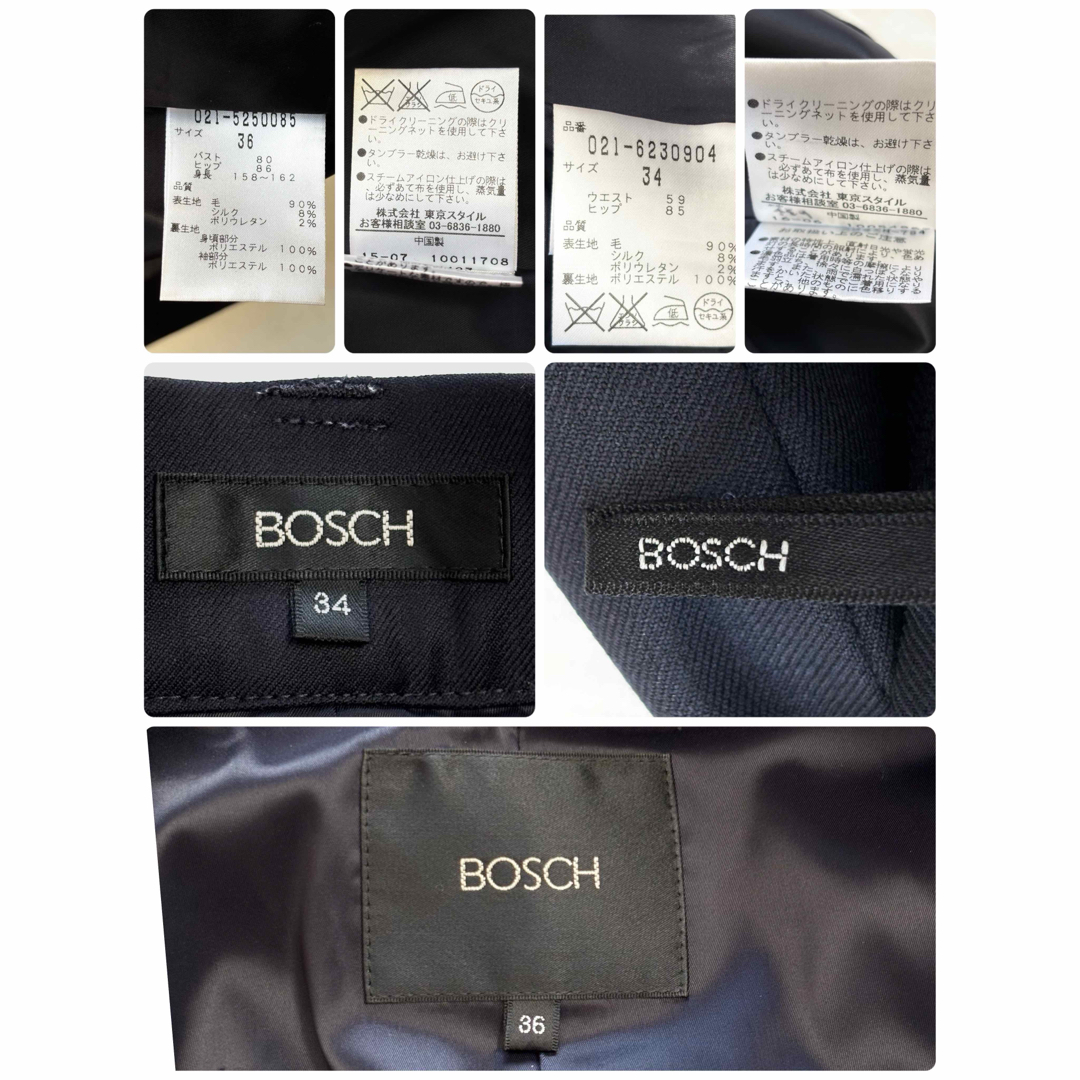 021-5250085
サイズ
36
バスト 80
ヒップ 86
身長 158～162
品質
表生地 毛 90%
シルク 8%
ポリウレタン 2%
裏生地
身頃部分
ポリエステル 100%
袖部分
ポリエステル 100%
低
ドライ
セキユ系
●ドライクリーニングの際はクリ
ーニングネットを使用して下さ
い。
●タンブラー乾燥は、お避け下さ
い。
●スチームアイロン仕上げの際は
、必ずあて布を使用し、蒸気量
は少なめにして下さい。
株式会社 東京スタイル
お客様相談室 03-6836-1880
中国製
15-07 10011708
品番
021-6230904
サイズ
34
ウエスト 59
ヒップ 85
品質
表生地 毛 90%
シルク 8%
ポリウレタン 2%
裏生地 ポリエステル 100%
エンソ
サラシ
低
ドライ
セキユ系
●ドライクリーニングの際はクリ
ーニングネットを使用して下さ
い。
●タンブラー乾燥は、お避け下さ
い。
●スチームアイロン仕上げの際は
、必ずあて布を使用し、蒸気量
は少なめにして下さい。
株式会社 東京スタイル
お客様相談室 03-6836-1880
中国製
BOSCH
34
BOSCH
BOSCH
36